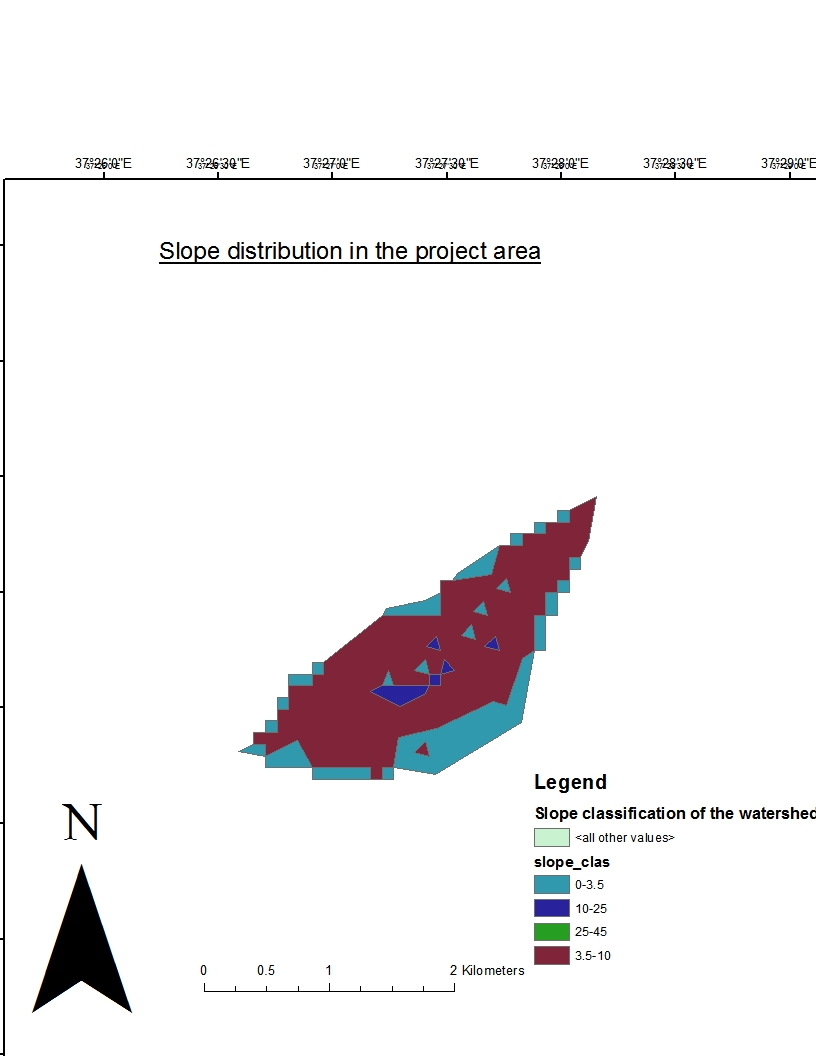 37°26'0"E 37°26'30"E 37°27'0"E 37°27'30"E 37°28'0"E 37°28'30"E 37°29'0"E
Slope distribution in the project area
Legend
Slope classification of the watershed
N
<all other values>
slope_clas
0-3.5
10-25
25-45
3.5-10
0 0.5 1 2 Kilometers